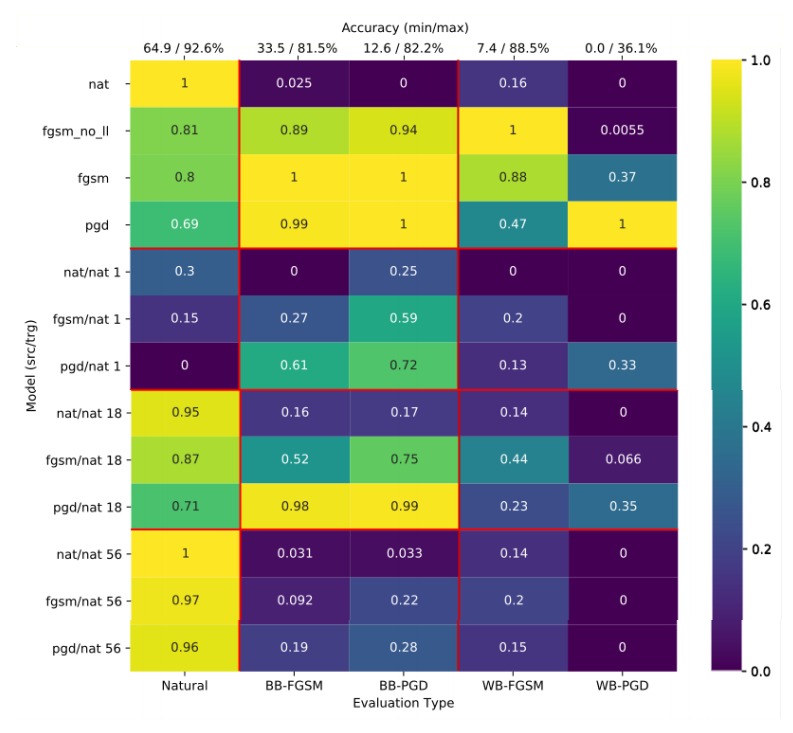 Accuracy (min/max)
64.9 / 92.6% 33.5 / 81.5% 12.6 / 82.2% 7.4 / 88.5% 0.0 / 36.1%
nat 1 0.025 0 0.16 0
fgsm_no_ll 0.81 0.89 0.94 1 0.0055
fgsm 0.8 1 1 0.88 0.37
pgd 0.69 0.99 1 0.47 1
nat/nat 1 0.3 0 0.25 0 0
fgsm/nat 1 0.15 0.27 0.59 0.2 0
pgd/nat 1 0 0.61 0.72 0.13 0.33
nat/nat 18 0.95 0.16 0.17 0.14 0
fgsm/nat 18 0.87 0.52 0.75 0.44 0.066
pgd/nat 18 0.71 0.98 0.99 0.23 0.35
nat/nat 56 1 0.031 0.033 0.14 0
fgsm/nat 56 0.97 0.092 0.22 0.2 0
pgd/nat 56 0.96 0.19 0.28 0.15 0
Natural BB-FGSM BB-PGD WB-FGSM WB-PGD
Evaluation Type
Model (src/trg)
1.0
0.8
0.6
0.4
0.2
0.0